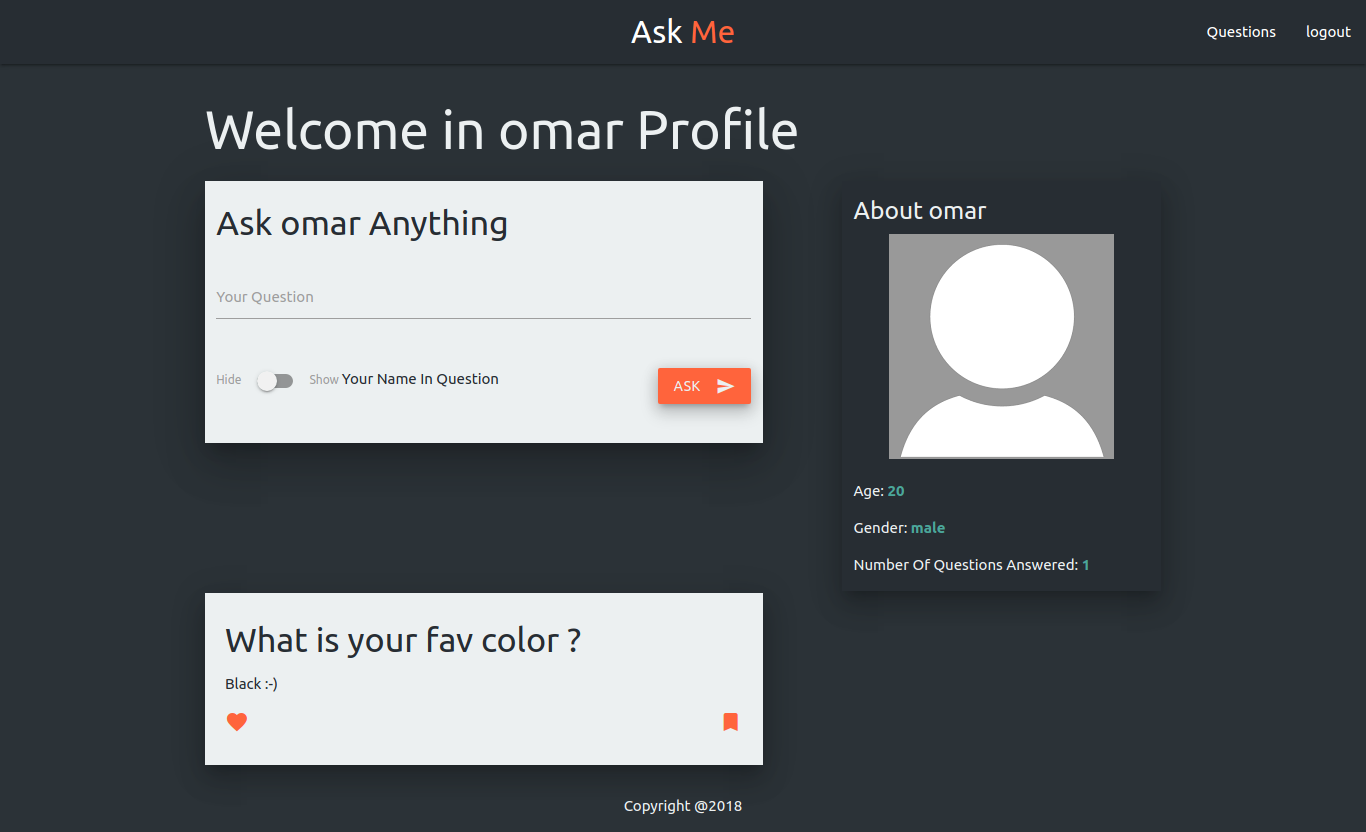 Ask Me
Questions
logout
Welcome in omar Profile
Ask omar Anything
Your Question
Hide
Show Your Name In Question
ASK
About omar
Age: 20
Gender: male
Number Of Questions Answered: 1
What is your fav color ?
Black :-)
Copyright @2018